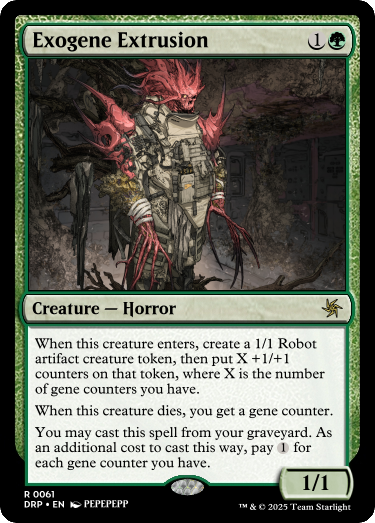 Exogene Extrusion 1
Creature — Horror
When this creature enters, create a 1/1 Robot
artifact creature token, then put X +1/+1
counters on that token, where X is the number
of gene counters you have.
When this creature dies, you get a gene counter.
You may cast this spell from your graveyard. As
an additional cost to cast this way, pay 1 for
each gene counter you have.
1/1
R 0061
DRP • EN PEPEPEPP
™ & © 2025 Team Starlight